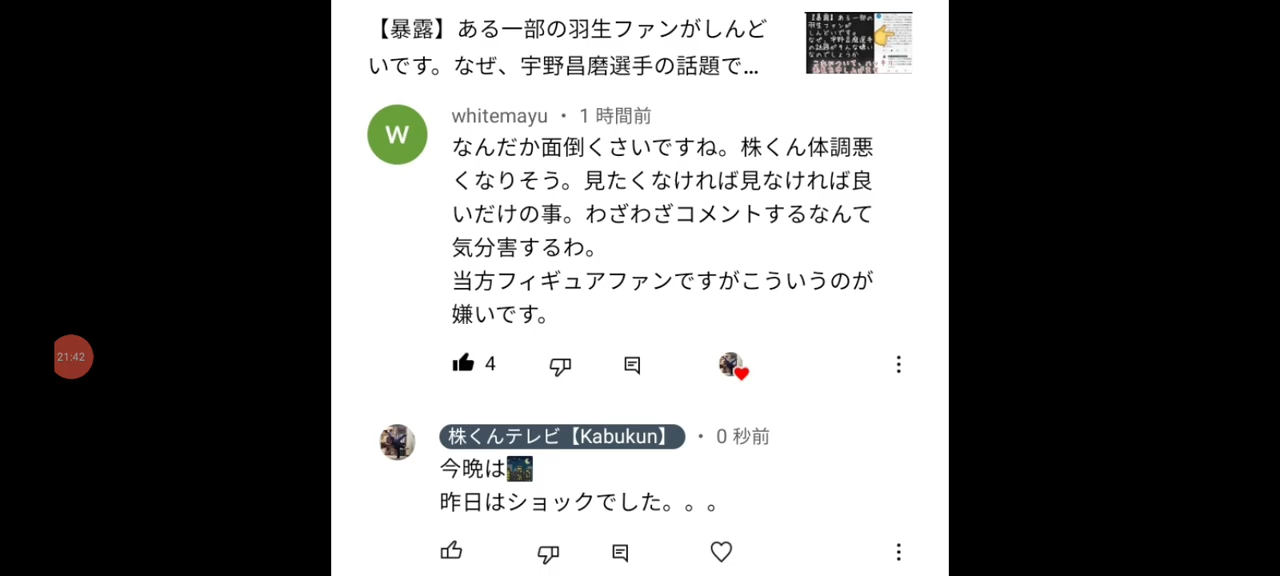 【暴露】ある一部の羽生ファンがしんど
いです。なぜ、宇野昌磨選手の話題で...
whitemayu ・ 1 時間前
W
なんだか面倒くさいですね。株くん体調悪
くなりそう。見たくなければ見なければ良
いだけの事。わざわざコメントするなんて
気分害するわ。
当方フィギュアファンですがこういうのが
嫌いです。
21:42
4
株くんテレビ【Kabukun】 ・ 0 秒前
今晩は
昨日はショックでした。。。